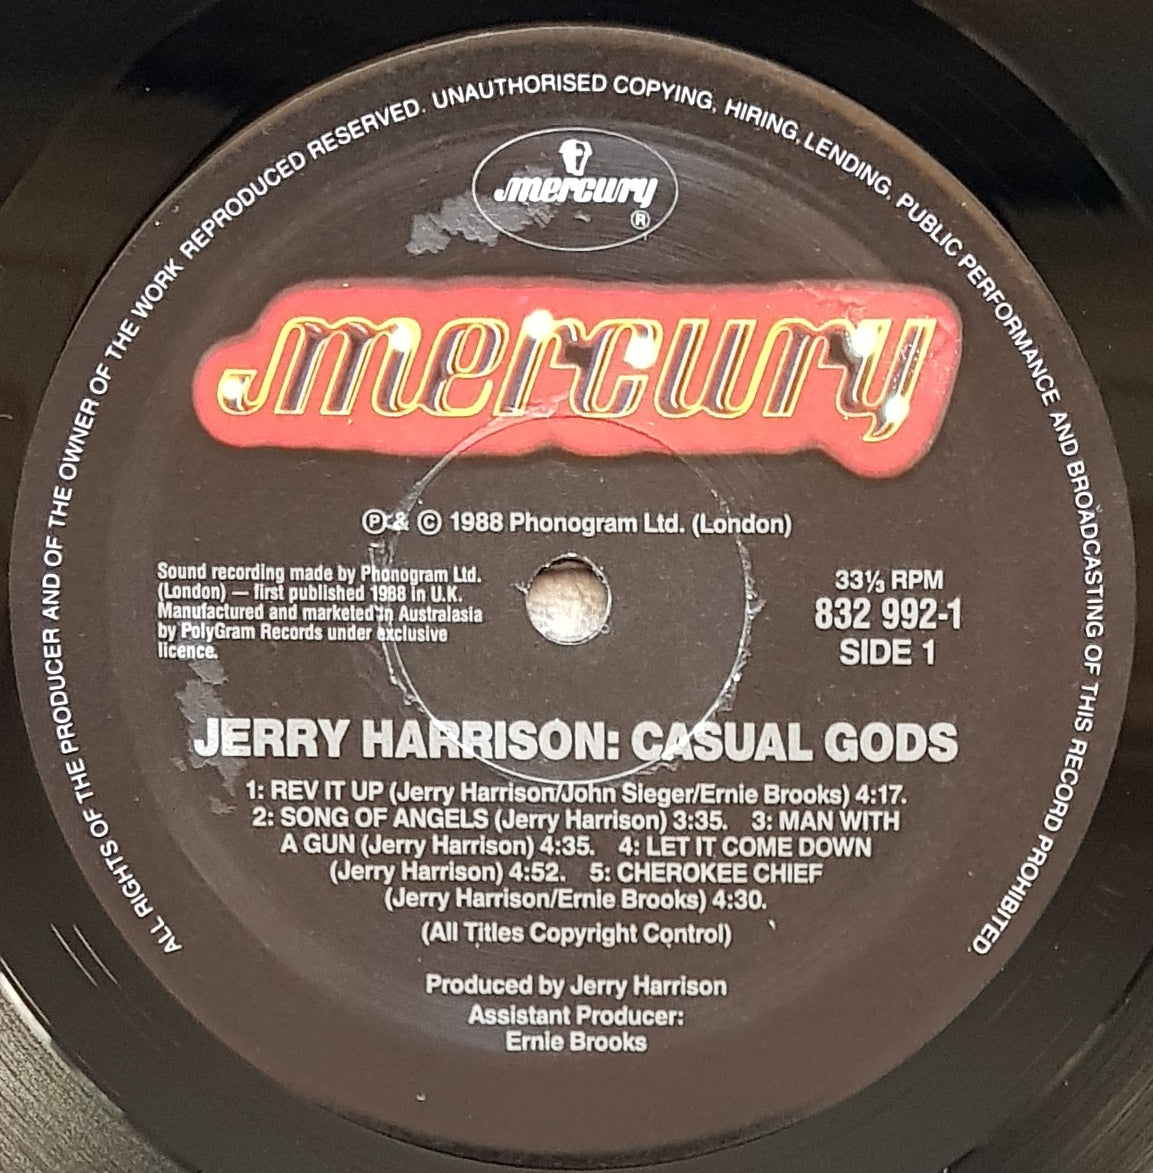 ALL RIGHTS OF THE PRODUCER AND OF THE OWNER OF THE WORK REPRODUCED RESERVED. UNAUTHORISED COPYING, HIRING, LENDING, PUBLIC PERFORMANCE AND BROADCASTING OF THIS RECORD PROHIBITED.
mercury
®
mercury
℗ & © 1988 Phonogram Ltd. (London)
Sound recording made by Phonogram Ltd.
(London) — first published 1988 in U.K.
Manufactured and marketed in Australasia
by PolyGram Records under exclusive
licence.
33⅓ RPM
832 992-1
SIDE 1
JERRY HARRISON: CASUAL GODS
1: REV IT UP (Jerry Harrison/John Sieger/Ernie Brooks) 4:17.
2: SONG OF ANGELS (Jerry Harrison) 3:35. 3: MAN WITH
A GUN (Jerry Harrison) 4:35. 4: LET IT COME DOWN
(Jerry Harrison) 4:52. 5: CHEROKEE CHIEF
(Jerry Harrison/Ernie Brooks) 4:30.
(All Titles Copyright Control)
Produced by Jerry Harrison
Assistant Producer:
Ernie Brooks